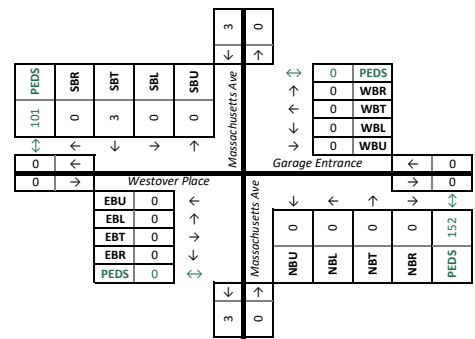 3 0
↓ ↑
Massachusetts Ave
PEDS SBR SBT SBL SBU
101 0 3 0 0
↕ ← ↓ → ↑
↔ 0 PEDS
↑ 0 WBR
← 0 WBT
↓ 0 WBL
→ 0 WBU
0 ←
Garage Entrance
← 0
0 →
Westover Place
→ 0
EBU 0 ←
EBL 0 ↑
EBT 0 →
EBR 0 ↓
PEDS 0 ↔
Massachusetts Ave
↓ ← ↑ → ↕
0 0 0 0 152
NBU NBL NBT NBR PEDS
↓ ↑
3 0